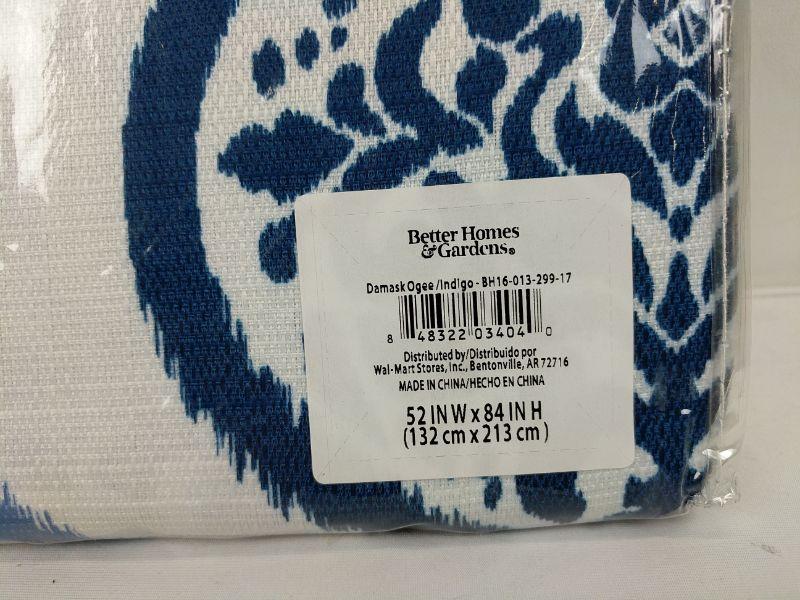 Better Homes
& Gardens®
Damask Ogee/Indigo - BH16-013-299-17
8 48322 03404 0
Distributed by/Distribuido por
Wal-Mart Stores, Inc., Bentonville, AR 72716
MADE IN CHINA/HECHO EN CHINA
52 IN W x 84 IN H
(132 cm x 213 cm)